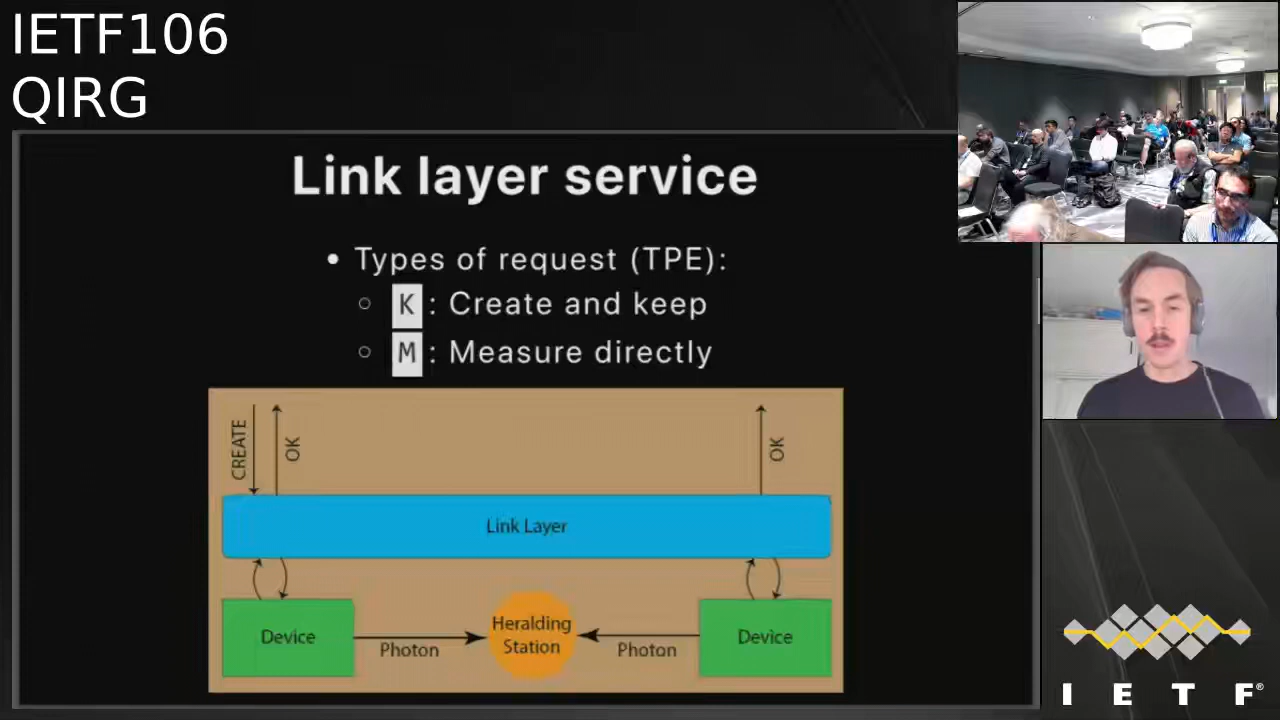 IETF106
QIRG
Link layer service
• Types of request (TPE):
○ K : Create and keep
○ M : Measure directly
CREATE
OK
OK
Link Layer
Device
Photon
Heralding
Station
Photon
Device
I E T F®